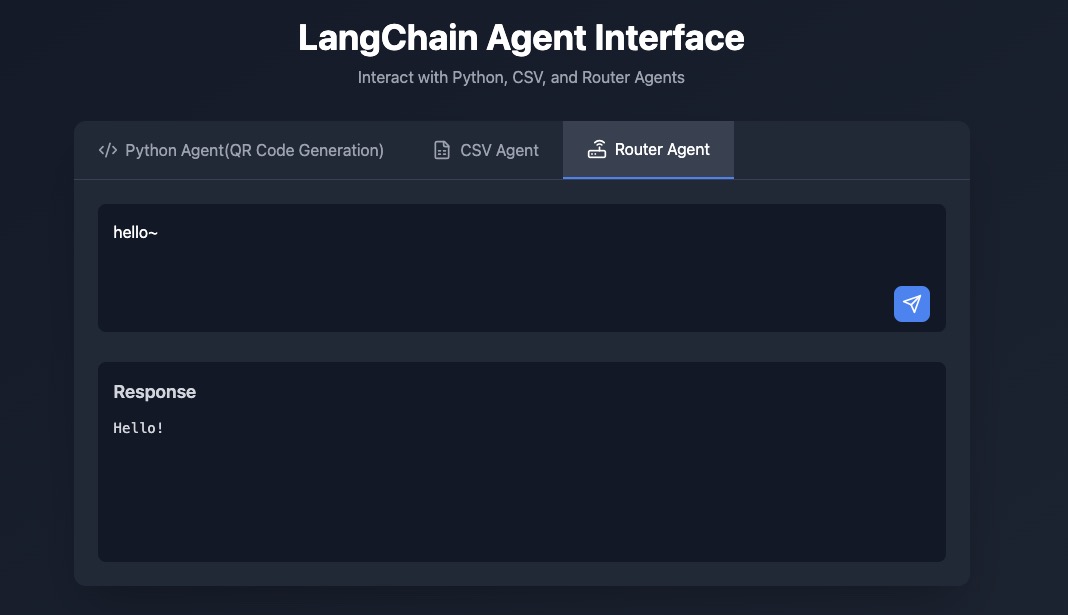 LangChain Agent Interface
Interact with Python, CSV, and Router Agents
Python Agent(QR Code Generation) CSV Agent Router Agent
hello~
Response
Hello!